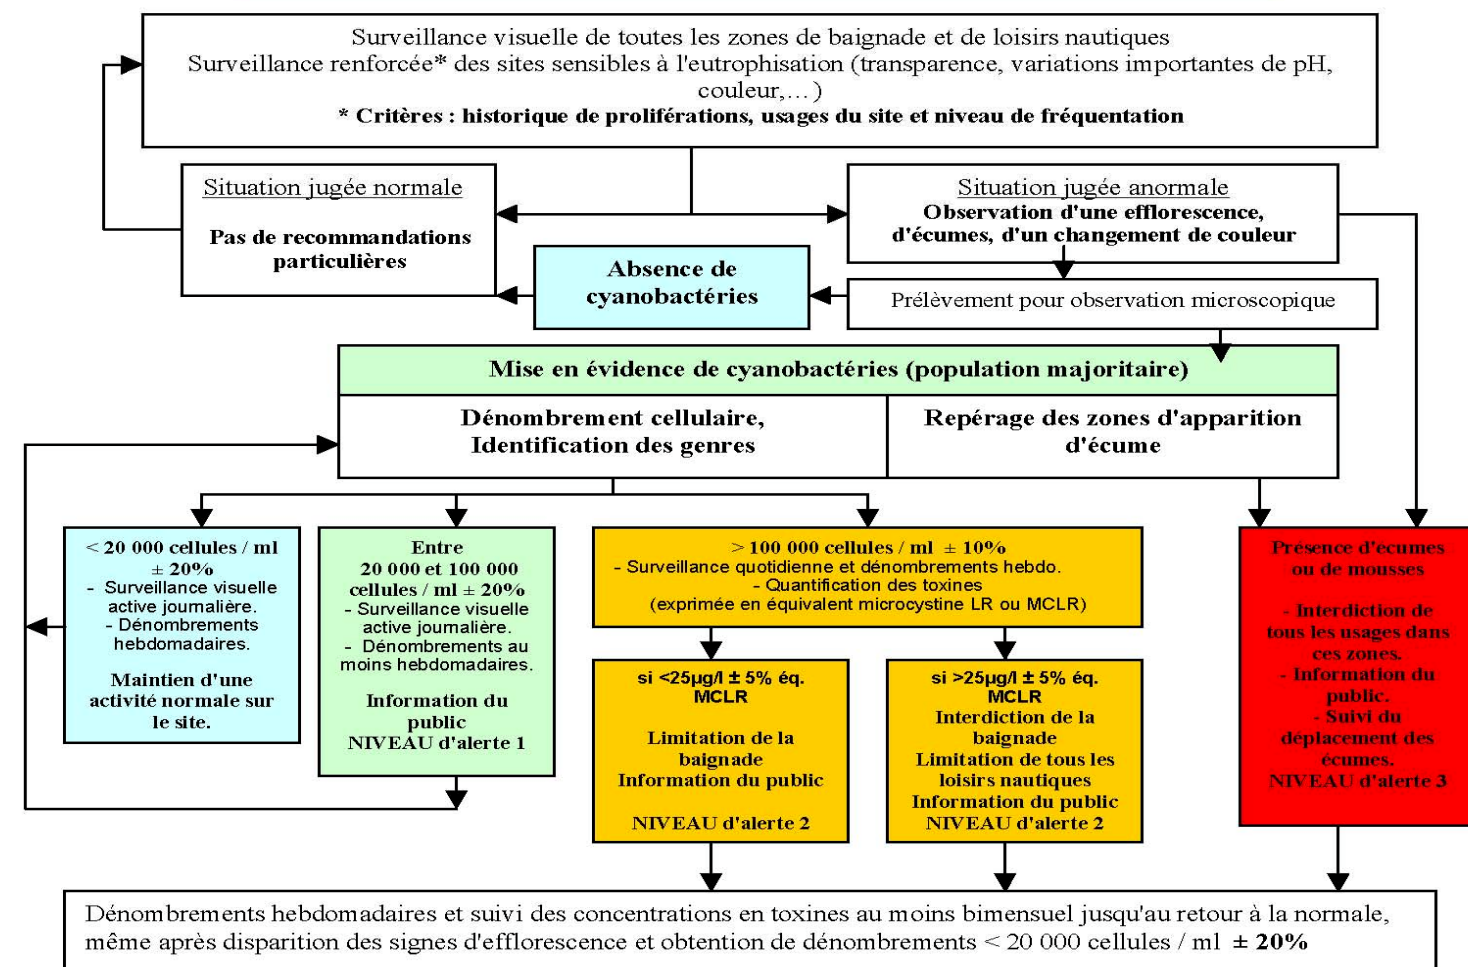 Surveillance visuelle de toutes les zones de baignade et de loisirs nautiques
Surveillance renforcée* des sites sensibles à l'eutrophisation (transparence, variations importantes de pH,
couleur,…)
* Critères : historique de proliférations, usages du site et niveau de fréquentation
Situation jugée normale
Pas de recommandations
particulières
Situation jugée anormale
Observation d'une efflorescence,
d'écumes, d'un changement de couleur
Absence de
cyanobactéries
Prélèvement pour observation microscopique
Mise en évidence de cyanobactéries (population majoritaire)
Dénombrement cellulaire,
Identification des genres
Repérage des zones d'apparition
d'écume
< 20 000 cellules / ml
± 20%
- Surveillance visuelle
active journalière.
- Dénombrements
hebdomadaires.
Maintien d'une
activité normale sur
le site.
Entre
20 000 et 100 000
cellules / ml ± 20%
- Surveillance visuelle
active journalière.
- Dénombrements au
moins hebdomadaires.
Information du
public
NIVEAU d'alerte 1
> 100 000 cellules / ml ± 10%
- Surveillance quotidienne et dénombrements hebdo.
- Quantification des toxines
(exprimée en équivalent microcystine LR ou MCLR)
si <25µg/l ± 5% éq.
MCLR
Limitation de la
baignade
Information du public
NIVEAU d'alerte 2
si >25µg/l ± 5% éq.
MCLR
Interdiction de la
baignade
Limitation de tous les
loisirs nautiques
Information du public
NIVEAU d'alerte 2
Présence d'ecumes
ou de mousses
- Interdiction de
tous les usages dans
ces zones.
- Information du
public.
- Suivi du
déplacement des
écumes.
NIVEAU d'alerte 3
Dénombrements hebdomadaires et suivi des concentrations en toxines au moins bimensuel jusqu'au retour à la normale,
même après disparition des signes d'efflorescence et obtention de dénombrements < 20 000 cellules / ml ± 20%